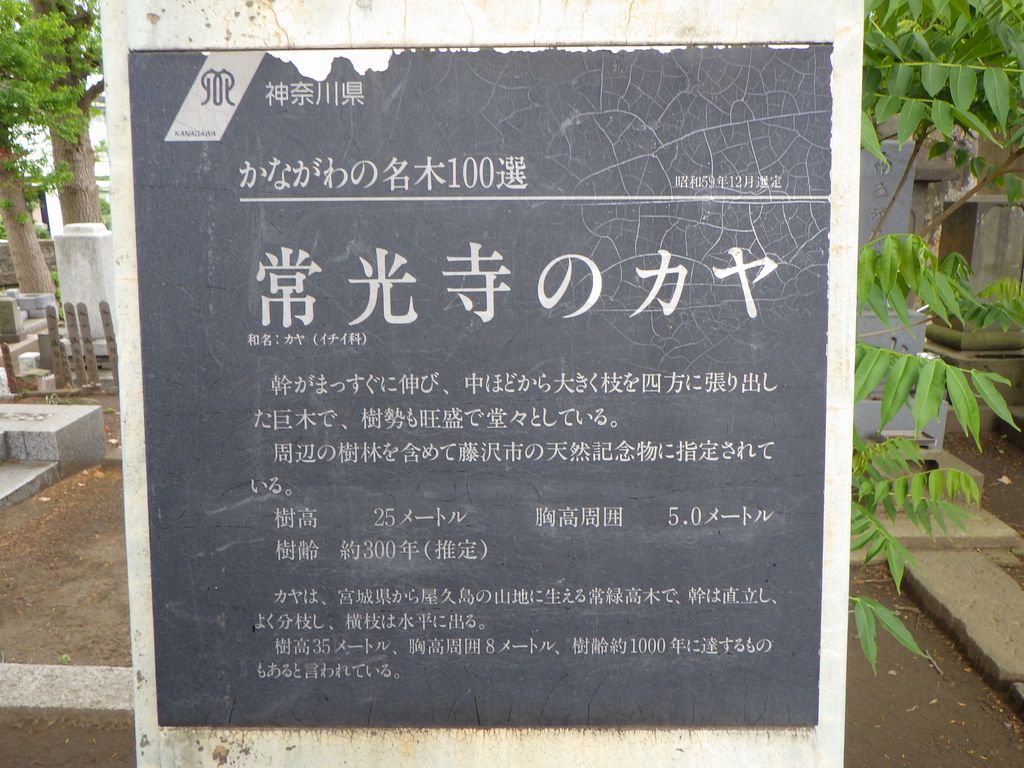 KANAGAWA
神奈川県
かながわの名木100選
昭和59年12月選定
常光寺のカヤ
和名：カヤ（イチイ科）
幹がまっすぐに伸び、中ほどから大きく枝を四方に張り出し
た巨木で、樹勢も旺盛で堂々としている。
周辺の樹林を含めて藤沢市の天然記念物に指定されて
いる。
樹高 25メートル 胸高周囲 5.0メートル
樹齢 約300年（推定）
カヤは、宮城県から屋久島の山地に生える常緑高木で、幹は直立し、
よく分枝し、横枝は水平に出る。
樹高35メートル、胸高周囲8メートル、樹齢約1000年に達するもの
もあると言われている。